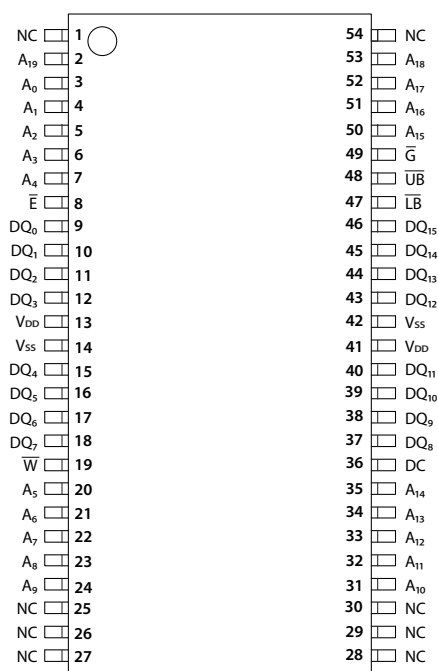 NC 1 54 NC
A₁₉ 2 53 A₁₈
A₀ 3 52 A₁₇
A₁ 4 51 A₁₆
A₂ 5 50 A₁₅
A₃ 6 49 G̅
A₄ 7 48 U̅B̅
E̅ 8 47 L̅B̅
DQ₀ 9 46 DQ₁₅
DQ₁ 10 45 DQ₁₄
DQ₂ 11 44 DQ₁₃
DQ₃ 12 43 DQ₁₂
VDD 13 42 Vss
Vss 14 41 VDD
DQ₄ 15 40 DQ₁₁
DQ₅ 16 39 DQ₁₀
DQ₆ 17 38 DQ₉
DQ₇ 18 37 DQ₈
W̅ 19 36 DC
A₅ 20 35 A₁₄
A₆ 21 34 A₁₃
A₇ 22 33 A₁₂
A₈ 23 32 A₁₁
A₉ 24 31 A₁₀
NC 25 30 NC
NC 26 29 NC
NC 27 28 NC